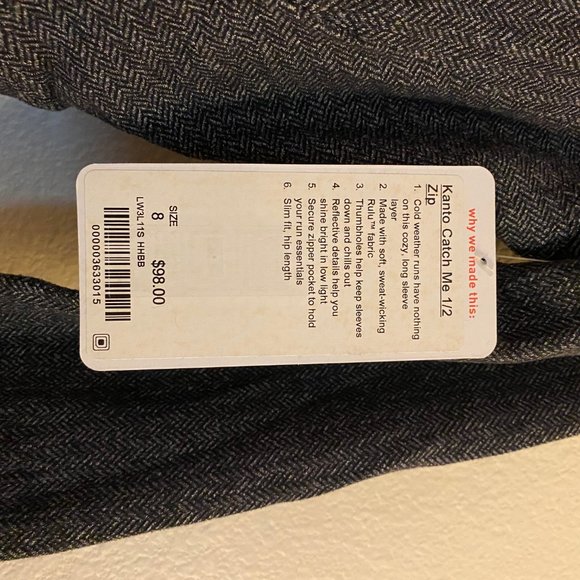 why we made this:
Kanto Catch Me 1/2
Zip
1. Cold weather runs have nothing
on this cozy, long sleeve
layer
2. Made with soft, sweat-wicking
Rulu™ fabric
3. Thumbholes help keep sleeves
down and chills out
4. Reflective details help you
shine bright in low light
5. Secure zipper pocket to hold
your run essentials
6. Slim fit, hip length
SIZE
8 $98.00
LW3L11S HHBB
000003633015